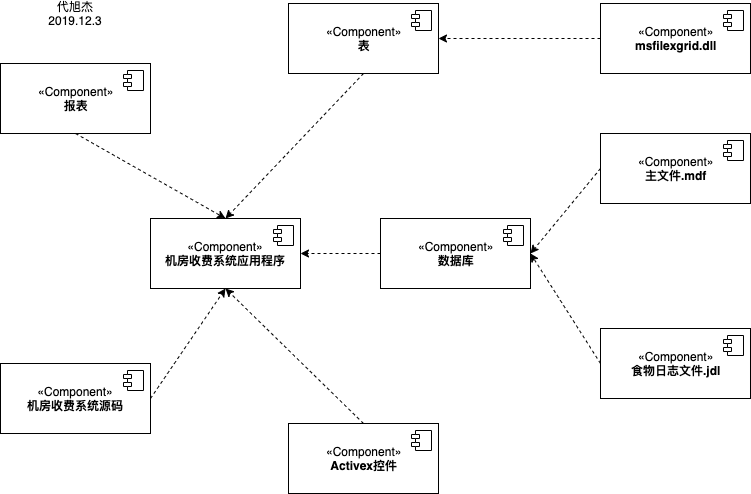 代旭杰
2019.12.3
«Component»
表
«Component»
msfilexgrid.dll
«Component»
报表
«Component»
主文件.mdf
«Component»
机房收费系统应用程序
«Component»
数据库
«Component»
食物日志文件.jdl
«Component»
机房收费系统源码
«Component»
Activex控件